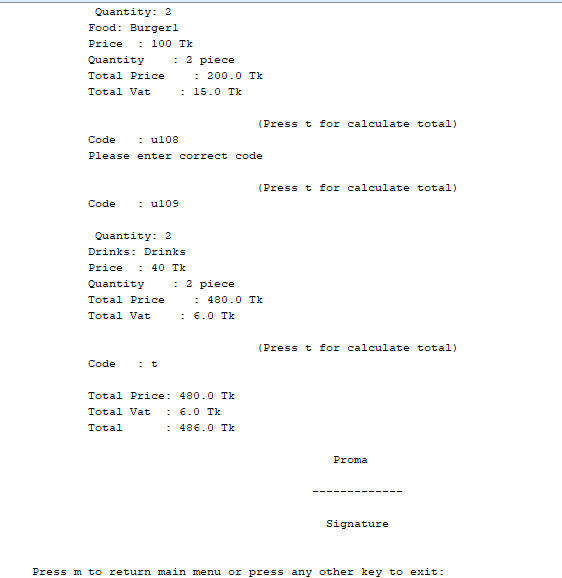 Quantity: 2
Food: Burger1
Price  : 100 Tk
Quantity    : 2 piece
Total Price    : 200.0 Tk
Total Vat    : 15.0 Tk
(Press t for calculate total)
Code   : u108
Please enter correct code
(Press t for calculate total)
Code   : u109
Quantity: 2
Drinks: Drinks
Price  : 40 Tk
Quantity    : 2 piece
Total Price    : 480.0 Tk
Total Vat    : 6.0 Tk
(Press t for calculate total)
Code   : t
Total Price: 480.0 Tk
Total Vat  : 6.0 Tk
Total      : 486.0 Tk
Proma
-------------
Signature
Press m to return main menu or press any other key to exit: